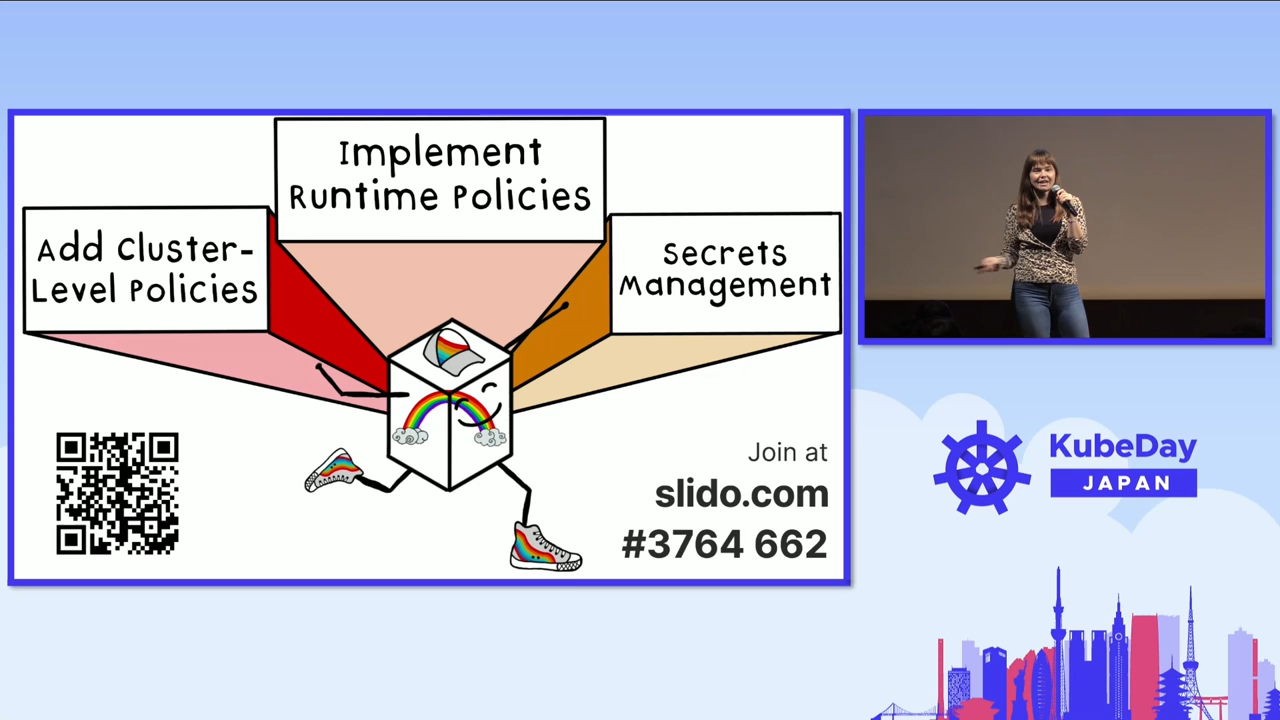 Implement
Runtime Policies
Add Cluster-
Level Policies
Secrets
Management
Join at
slido.com
#3764 662
KubeDay
JAPAN